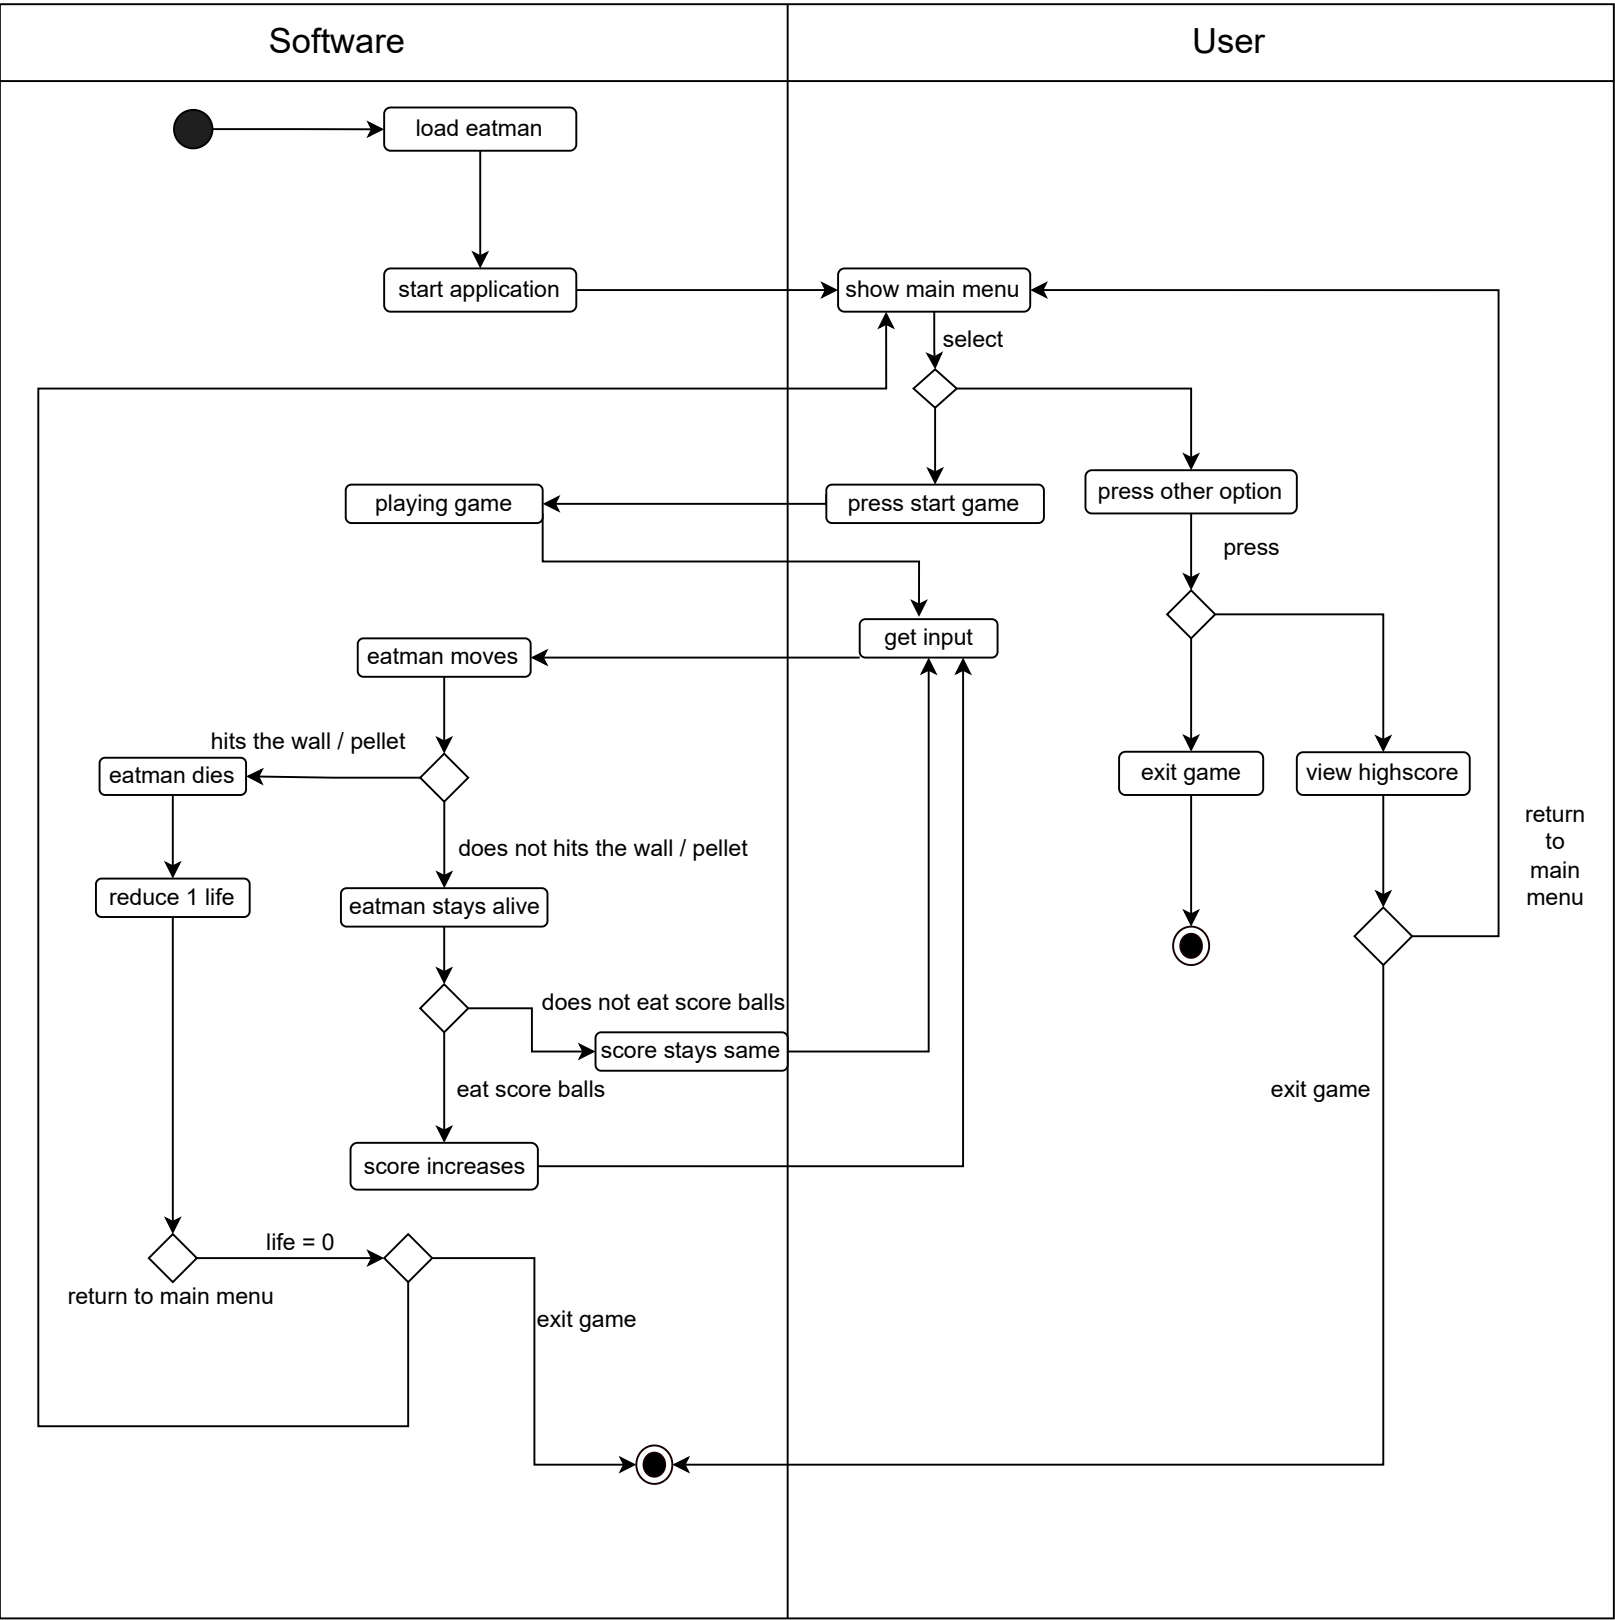 Software
User
load eatman
start application
show main menu
select
playing game
press start game
press other option
press
get input
eatman moves
hits the wall / pellet
eatman dies
exit game
view highscore
does not hits the wall / pellet
return
to
main
menu
reduce 1 life
eatman stays alive
does not eat score balls
score stays same
eat score balls
exit game
score increases
life = 0
return to main menu
exit game